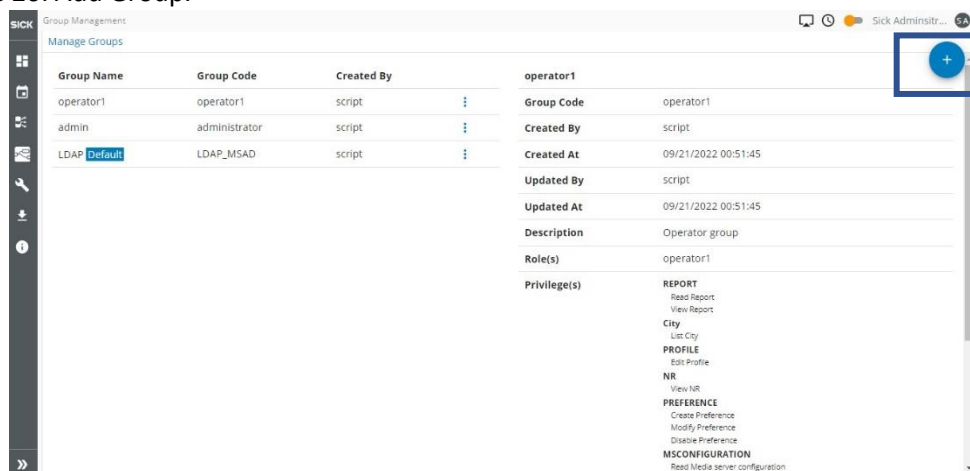 SICK Group Management Sick Adminsitr... SA
Manage Groups
+
Group Name Group Code Created By
operator1 operator1 script
admin administrator script
LDAP Default LDAP_MSAD script
operator1
Group Code operator1
Created By script
Created At 09/21/2022 00:51:45
Updated By script
Updated At 09/21/2022 00:51:45
Description Operator group
Role(s) operator1
Privilege(s) REPORT
Read Report
View Report
City
List City
PROFILE
Edit Profile
NR
View NR
PREFERENCE
Create Preference
Modify Preference
Disable Preference
MSCONFIGURATION
Read Media server configuration